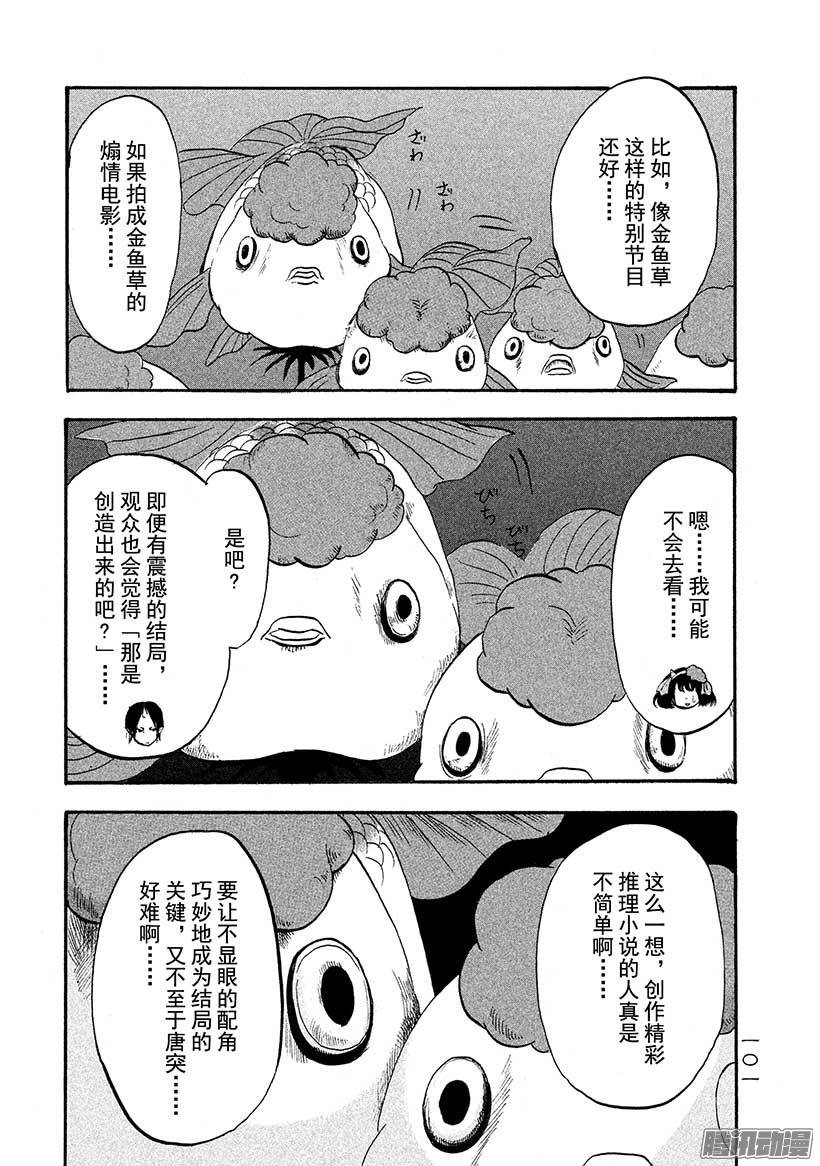 比如，像金鱼草
这样的特别节目
还好……
ざわ
ざわ
如果拍成金鱼草的
煽情电影……
嗯……我可能
不会去看……
びち
びち
是吧？
即便有震撼的结局，
观众也会觉得「那是
创造出来的吧？」……
这么一想，创作精彩
推理小说的人真是
不简单啊……
要让不显眼的配角
巧妙地成为结局的
关键，又不至于唐突……
好难啊……
101
腾讯动漫